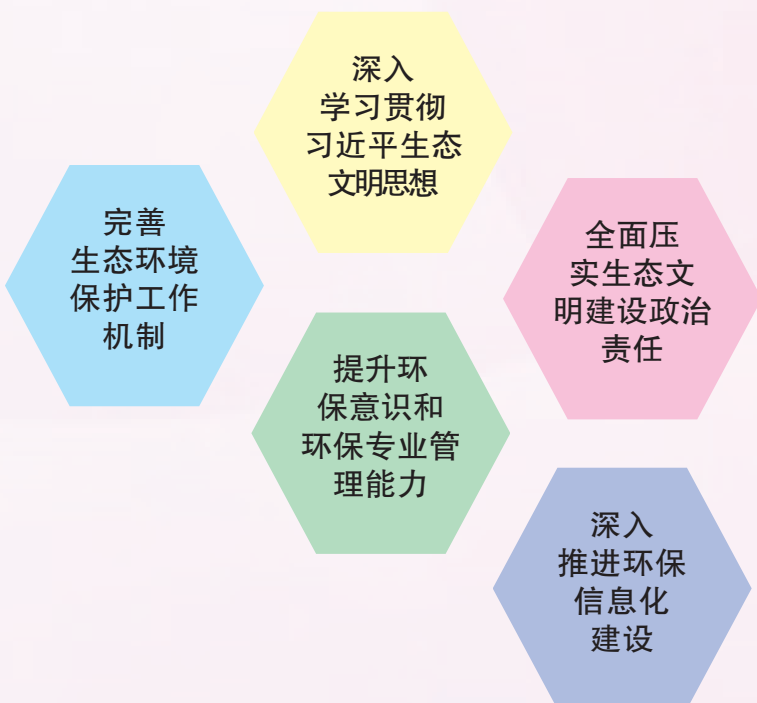 深入
学习贯彻
习近平生态
文明思想
完善
生态环境
保护工作
机制
全面压
实生态文
明建设政治
责任
提升环
保意识和
环保专业管
理能力
深入
推进环保
信息化
建设